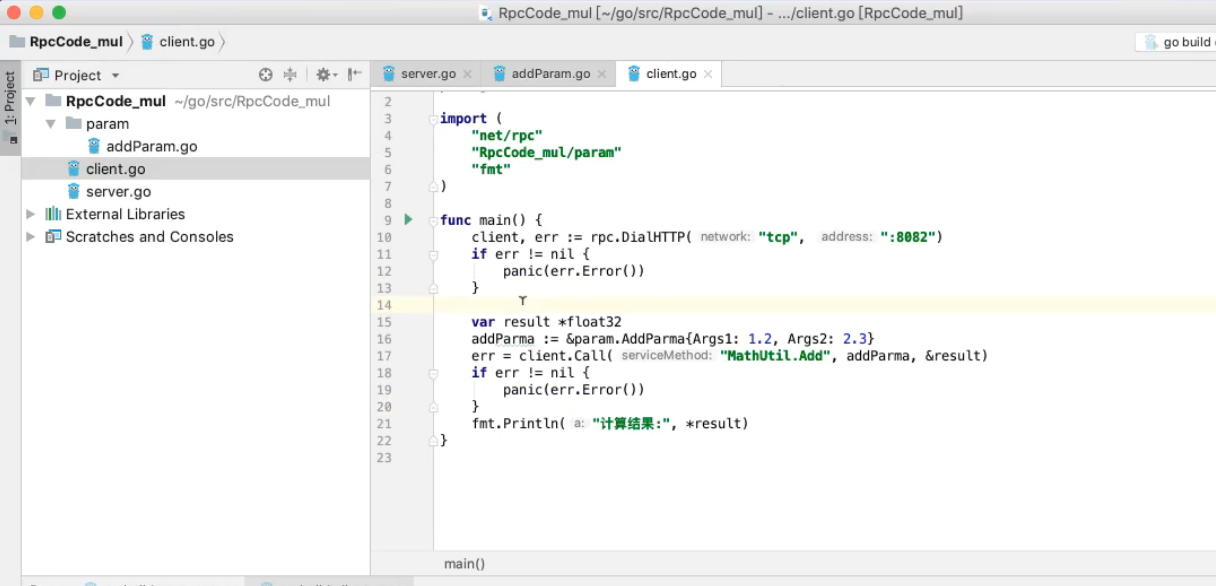 RpcCode_mul [~/go/src/RpcCode_mul] - .../client.go [RpcCode_mul]
RpcCode_mul client.go go build
1: Project
Project server.go addParam.go client.go
RpcCode_mul ~/go/src/RpcCode_mul
param
addParam.go
client.go
server.go
External Libraries
Scratches and Consoles
2
3 import (
4 "net/rpc"
5 "RpcCode_mul/param"
6 "fmt"
7 )
8
9 func main() {
10 client, err := rpc.DialHTTP( network: "tcp", address: ":8082")
11 if err != nil {
12 panic(err.Error())
13 }
14
15 var result *float32
16 addParma := &param.AddParma{Args1: 1.2, Args2: 2.3}
17 err = client.Call( serviceMethod: "MathUtil.Add", addParma, &result)
18 if err != nil {
19 panic(err.Error())
20 }
21 fmt.Println( a: "计算结果:", *result)
22 }
23
main()